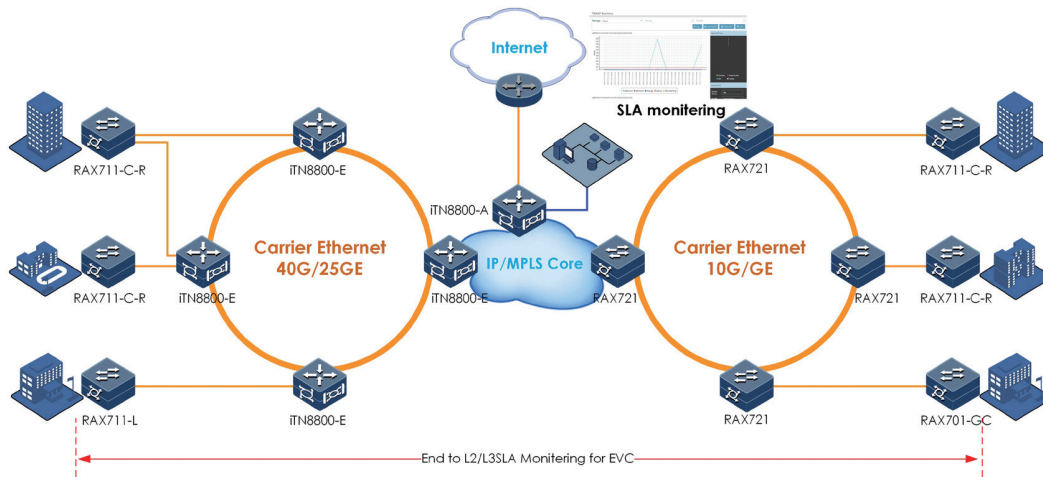 Internet
SLA monitering
RAX711-C-R
iTN8800-E
RAX721
RAX711-C-R
iTN8800-A
Carrier Ethernet
40G/25GE
IP/MPLS Core
Carrier Ethernet
10G/GE
RAX711-C-R
iTN8800-E
iTN8800-E
RAX721
RAX721
RAX711-C-R
RAX711-L
iTN8800-E
RAX721
RAX701-GC
End to L2/L3SLA Monitering for EVC